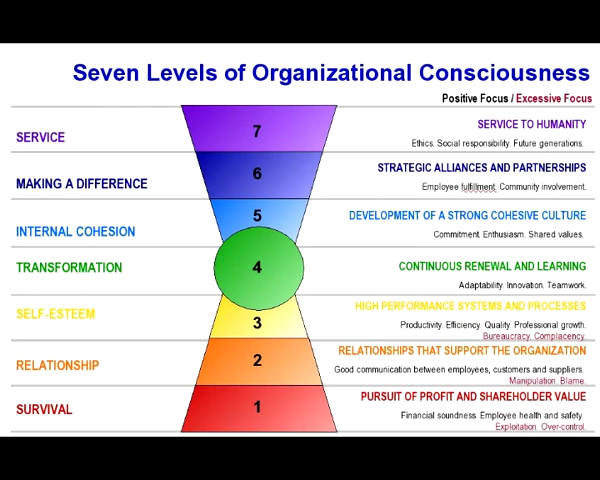 Seven Levels of Organizational Consciousness
Positive Focus / Excessive Focus
SERVICE
7
SERVICE TO HUMANITY
Ethics. Social responsibility. Future generations.
MAKING A DIFFERENCE
6
STRATEGIC ALLIANCES AND PARTNERSHIPS
Employee fulfillment. Community involvement.
INTERNAL COHESION
5
DEVELOPMENT OF A STRONG COHESIVE CULTURE
Commitment. Enthusiasm. Shared values.
TRANSFORMATION
4
CONTINUOUS RENEWAL AND LEARNING
Adaptability. Innovation. Teamwork.
SELF-ESTEEM
3
HIGH PERFORMANCE SYSTEMS AND PROCESSES
Productivity. Efficiency. Quality. Professional growth.
Bureaucracy. Complacency.
RELATIONSHIP
2
RELATIONSHIPS THAT SUPPORT THE ORGANIZATION
Good communication between employees, customers and suppliers.
Manipulation. Blame.
SURVIVAL
1
PURSUIT OF PROFIT AND SHAREHOLDER VALUE
Financial soundness. Employee health and safety.
Exploitation. Over-control.